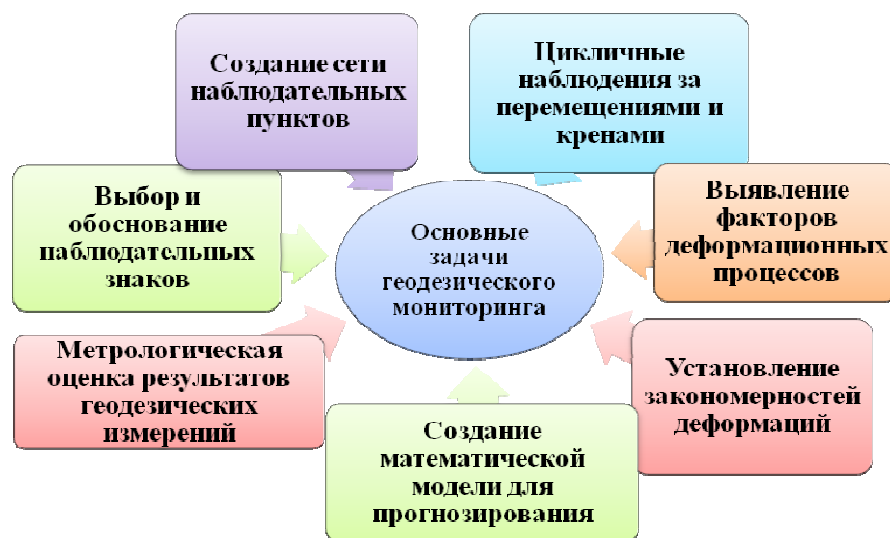 Создание сети
наблюдательных
пунктов
Цикличные
наблюдения за
перемещениями и
кренами
Выбор и
обоснование
наблюдательных
знаков
Основные
задачи
геодезического
мониторинга
Выявление
факторов
деформационных
процессов
Метрологическая
оценка результатов
геодезических
измерений
Установление
закономерностей
деформаций
Создание
математической
модели для
прогнозирования